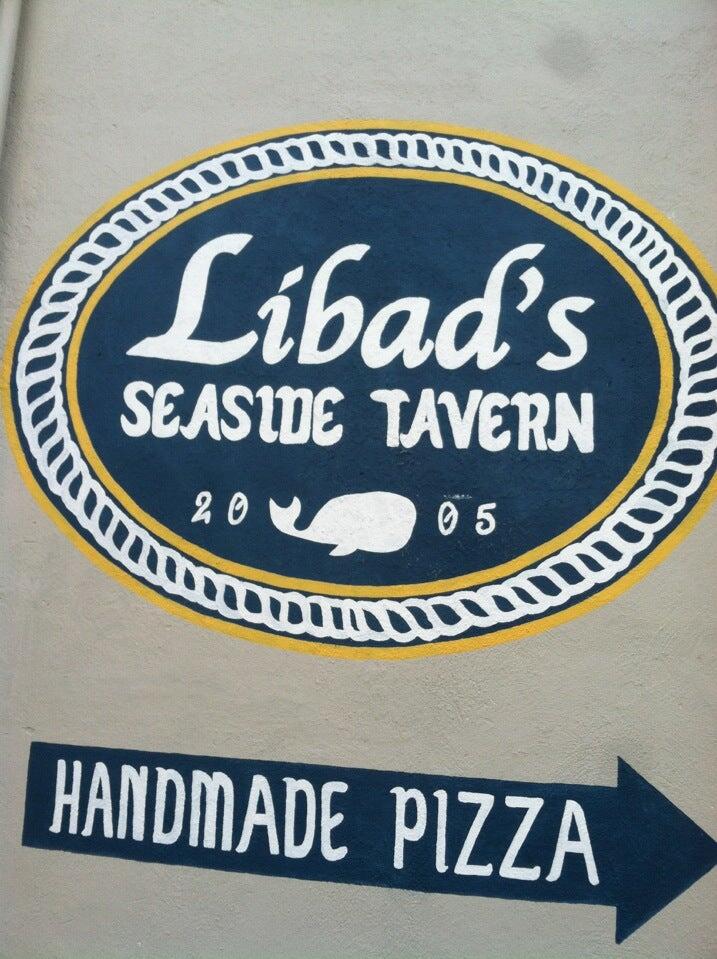 Libad's
SEASIDE TAVERN
20 05
HANDMADE PIZZA